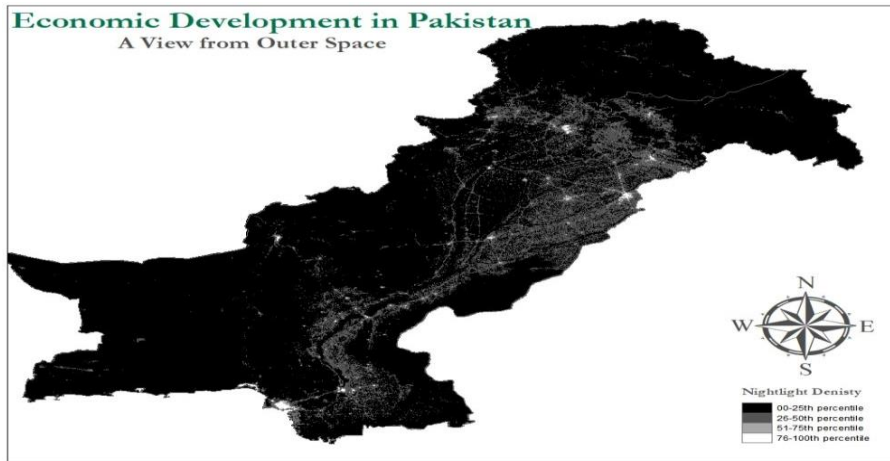 Economic Development in Pakistan
A View from Outer Space
N
W E
S
Nightlight Denisty
00-25th percentile
26-50th percentile
51-75th percentile
76-100th percentile